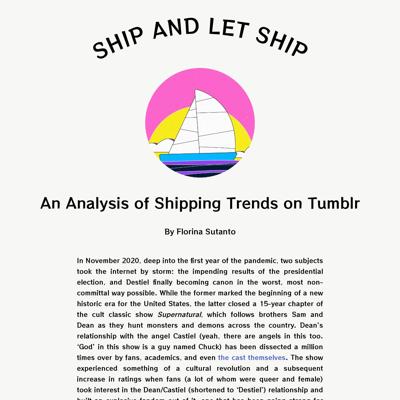 SHIP AND LET SHIP
An Analysis of Shipping Trends on Tumblr
By Florina Sutanto
In November 2020, deep into the first year of the pandemic, two subjects
took the internet by storm: the impending results of the presidential
election, and Destiel finally becoming canon in the worst, most non-
committal way possible. While the former marked the beginning of a new
historic era for the United States, the latter closed a 15-year chapter of
the cult classic show Supernatural, which follows brothers Sam and
Dean as they hunt monsters and demons across the country. Dean's
relationship with the angel Castiel (yeah, there are angels in this too.
'God' in this show is a guy named Chuck) has been dissected a million
times over by fans, academics, and even the cast themselves. The show
experienced something of a cultural revolution and a subsequent
increase in ratings when fans (a lot of whom were queer and female)
took interest in the Dean/Castiel (shortened to 'Destiel') relationship and